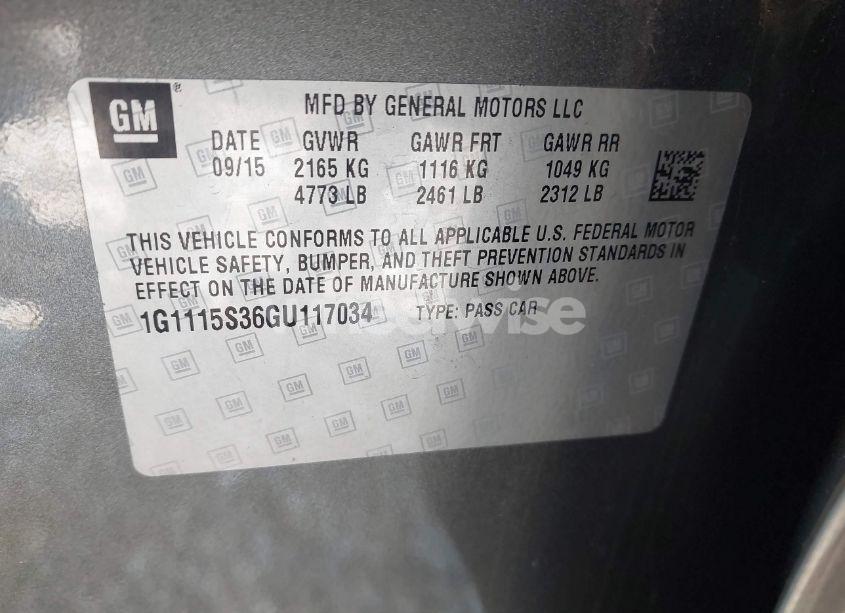 GM
MFD BY GENERAL MOTORS LLC
DATE GVWR GAWR FRT GAWR RR
09/15 2165 KG 1116 KG 1049 KG
4773 LB 2461 LB 2312 LB
THIS VEHICLE CONFORMS TO ALL APPLICABLE U.S. FEDERAL MOTOR
VEHICLE SAFETY, BUMPER, AND THEFT PREVENTION STANDARDS IN
EFFECT ON THE DATE OF MANUFACTURE SHOWN ABOVE.
1G1115S36GU117034 TYPE: PASS CAR